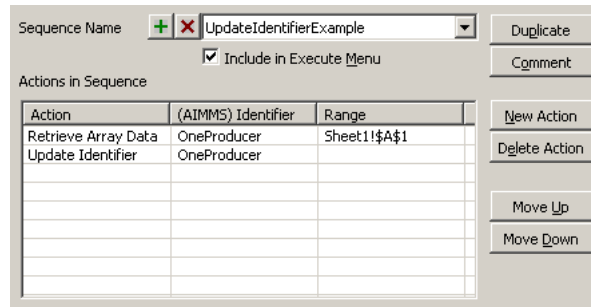 Sequence Name UpdateIdentifierExample Duplicate
Include in Execute Menu Comment
Actions in Sequence
Action (AIMMS) Identifier Range New Action
Retrieve Array Data OneProducer Sheet1!$A$1
Update Identifier OneProducer Delete Action
Move Up
Move Down